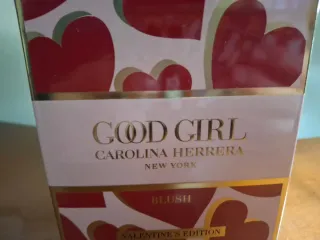 GOOD GIRL
CAROLINA HERRERA
NEW YORK
BLUSH
VALENTINE'S EDITION